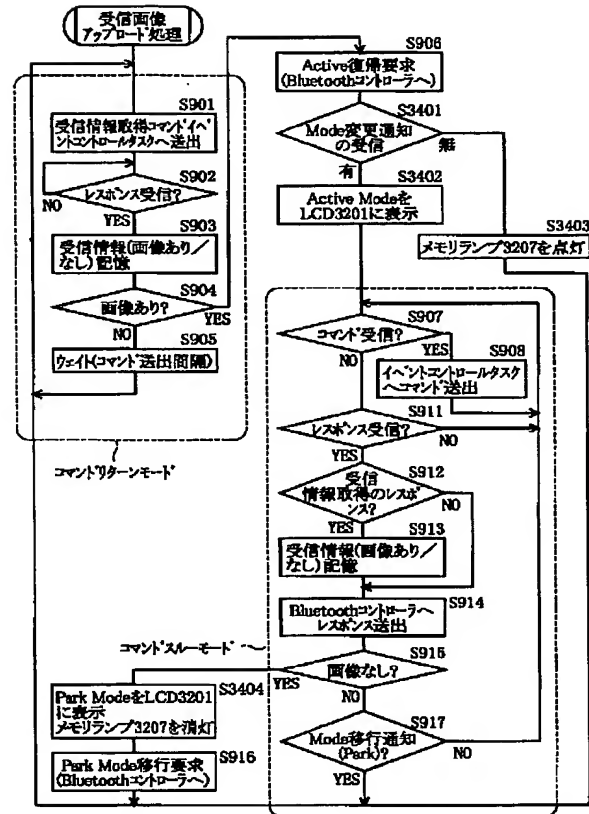 受信画像
アップロード処理
S901
受信情報取得コマンドイベ
ントコントロールタスクへ送出
S902
レスポンス受信?
NO
YES
S903
受信情報(画像あり/
なし)記憶
S904
画像あり?
NO
YES
S905
ウェイト(コマンド送出間隔)
コマンドリターンモード
S906
Active復帰要求
(Bluetoothコントローラへ)
S3401
Mode変更通知
の受信
無
有
S3402
Active Modeを
LCD3201に表示
S3403
メモリランプ3207を点灯
S907
コマンド受信?
YES
NO
S908
イベントコントロールタスク
へコマンド送出
S911
レスポンス受信?
NO
YES
S912
受信
情報取得のレスポ
ンス?
NO
YES
S913
受信情報(画像あり/
なし)記憶
S914
Bluetoothコントローラへ
レスポンス送出
コマンドスルーモード
S915
画像なし?
YES
NO
S3404
Park ModeをLCD3201
に表示
メモリランプ3207を消灯
S916
Park Mode移行要求
(Bluetoothコントローラへ)
S917
Mode移行通知
(Park)?
NO
YES